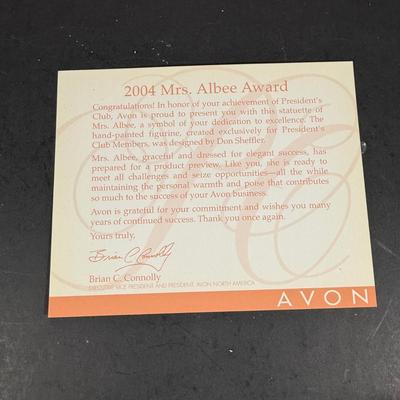 2004 Mrs. Albee Award
Congratulations! In honor of your achievement of President's
Club, Avon is proud to present you with this statuette of
Mrs. Albee, a symbol of your dedication to excellence. The
hand-painted figurine, created exclusively for President's
Club Members, was designed by Don Sheffler.
Mrs. Albee, graceful and dressed for elegant success, has
prepared for a product preview. Like you, she is ready to
meet all challenges and seize opportunities—all the while
maintaining the personal warmth and poise that contributes
so much to the success of your Avon business.
Avon is grateful for your commitment and wishes you many
years of continued success. Thank you once again.
Yours truly,
Brian C Connolly
Brian C. Connolly
EXECUTIVE VICE PRESIDENT AND PRESIDENT, AVON NORTH AMERICA
AVON